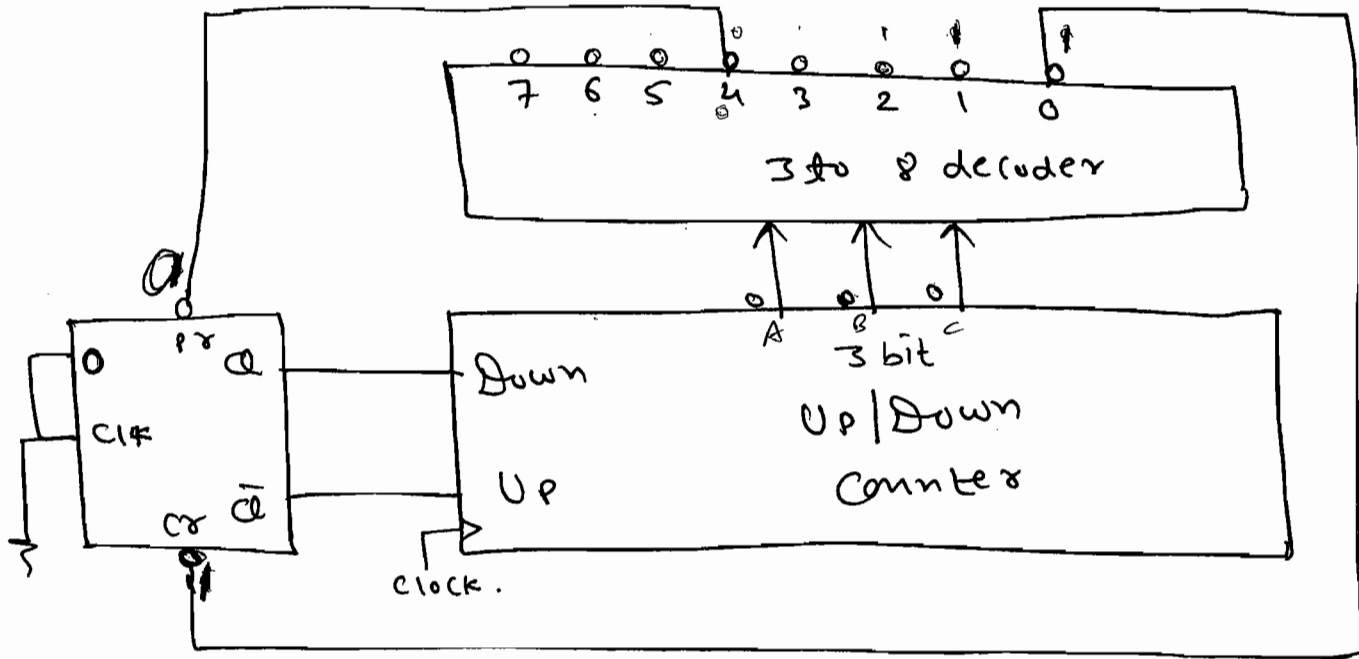 7 6 5 4 3 2 1 0
3 to 8 decoder
A B C
3 bit
Up/Down
Counter
Pr
D Q
Clk
Cr Q̄
Down
Up
Clock.